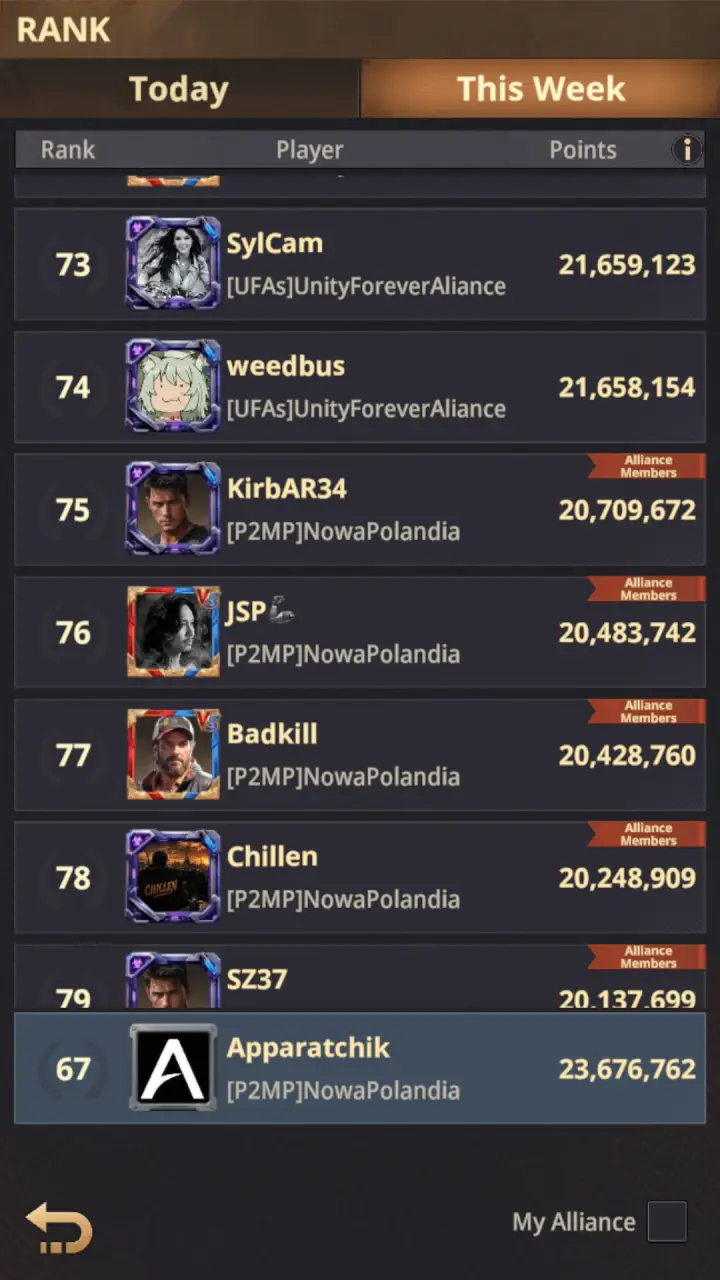 RANK
Today
This Week
Rank
Player
Points
i
73
SylCam
[UFAs]UnityForeverAliance
21,659,123
74
weedbus
[UFAs]UnityForeverAliance
21,658,154
Alliance
Members
75
KirbAR34
[P2MP]NowaPolandia
20,709,672
Alliance
Members
76
VS
JSP💪
[P2MP]NowaPolandia
20,483,742
Alliance
Members
77
VS
Badkill
[P2MP]NowaPolandia
20,428,760
Alliance
Members
78
CHILLEN
Chillen
[P2MP]NowaPolandia
20,248,909
Alliance
Members
79
SZ37
20,137,699
67
Apparatchik
[P2MP]NowaPolandia
23,676,762
My Alliance